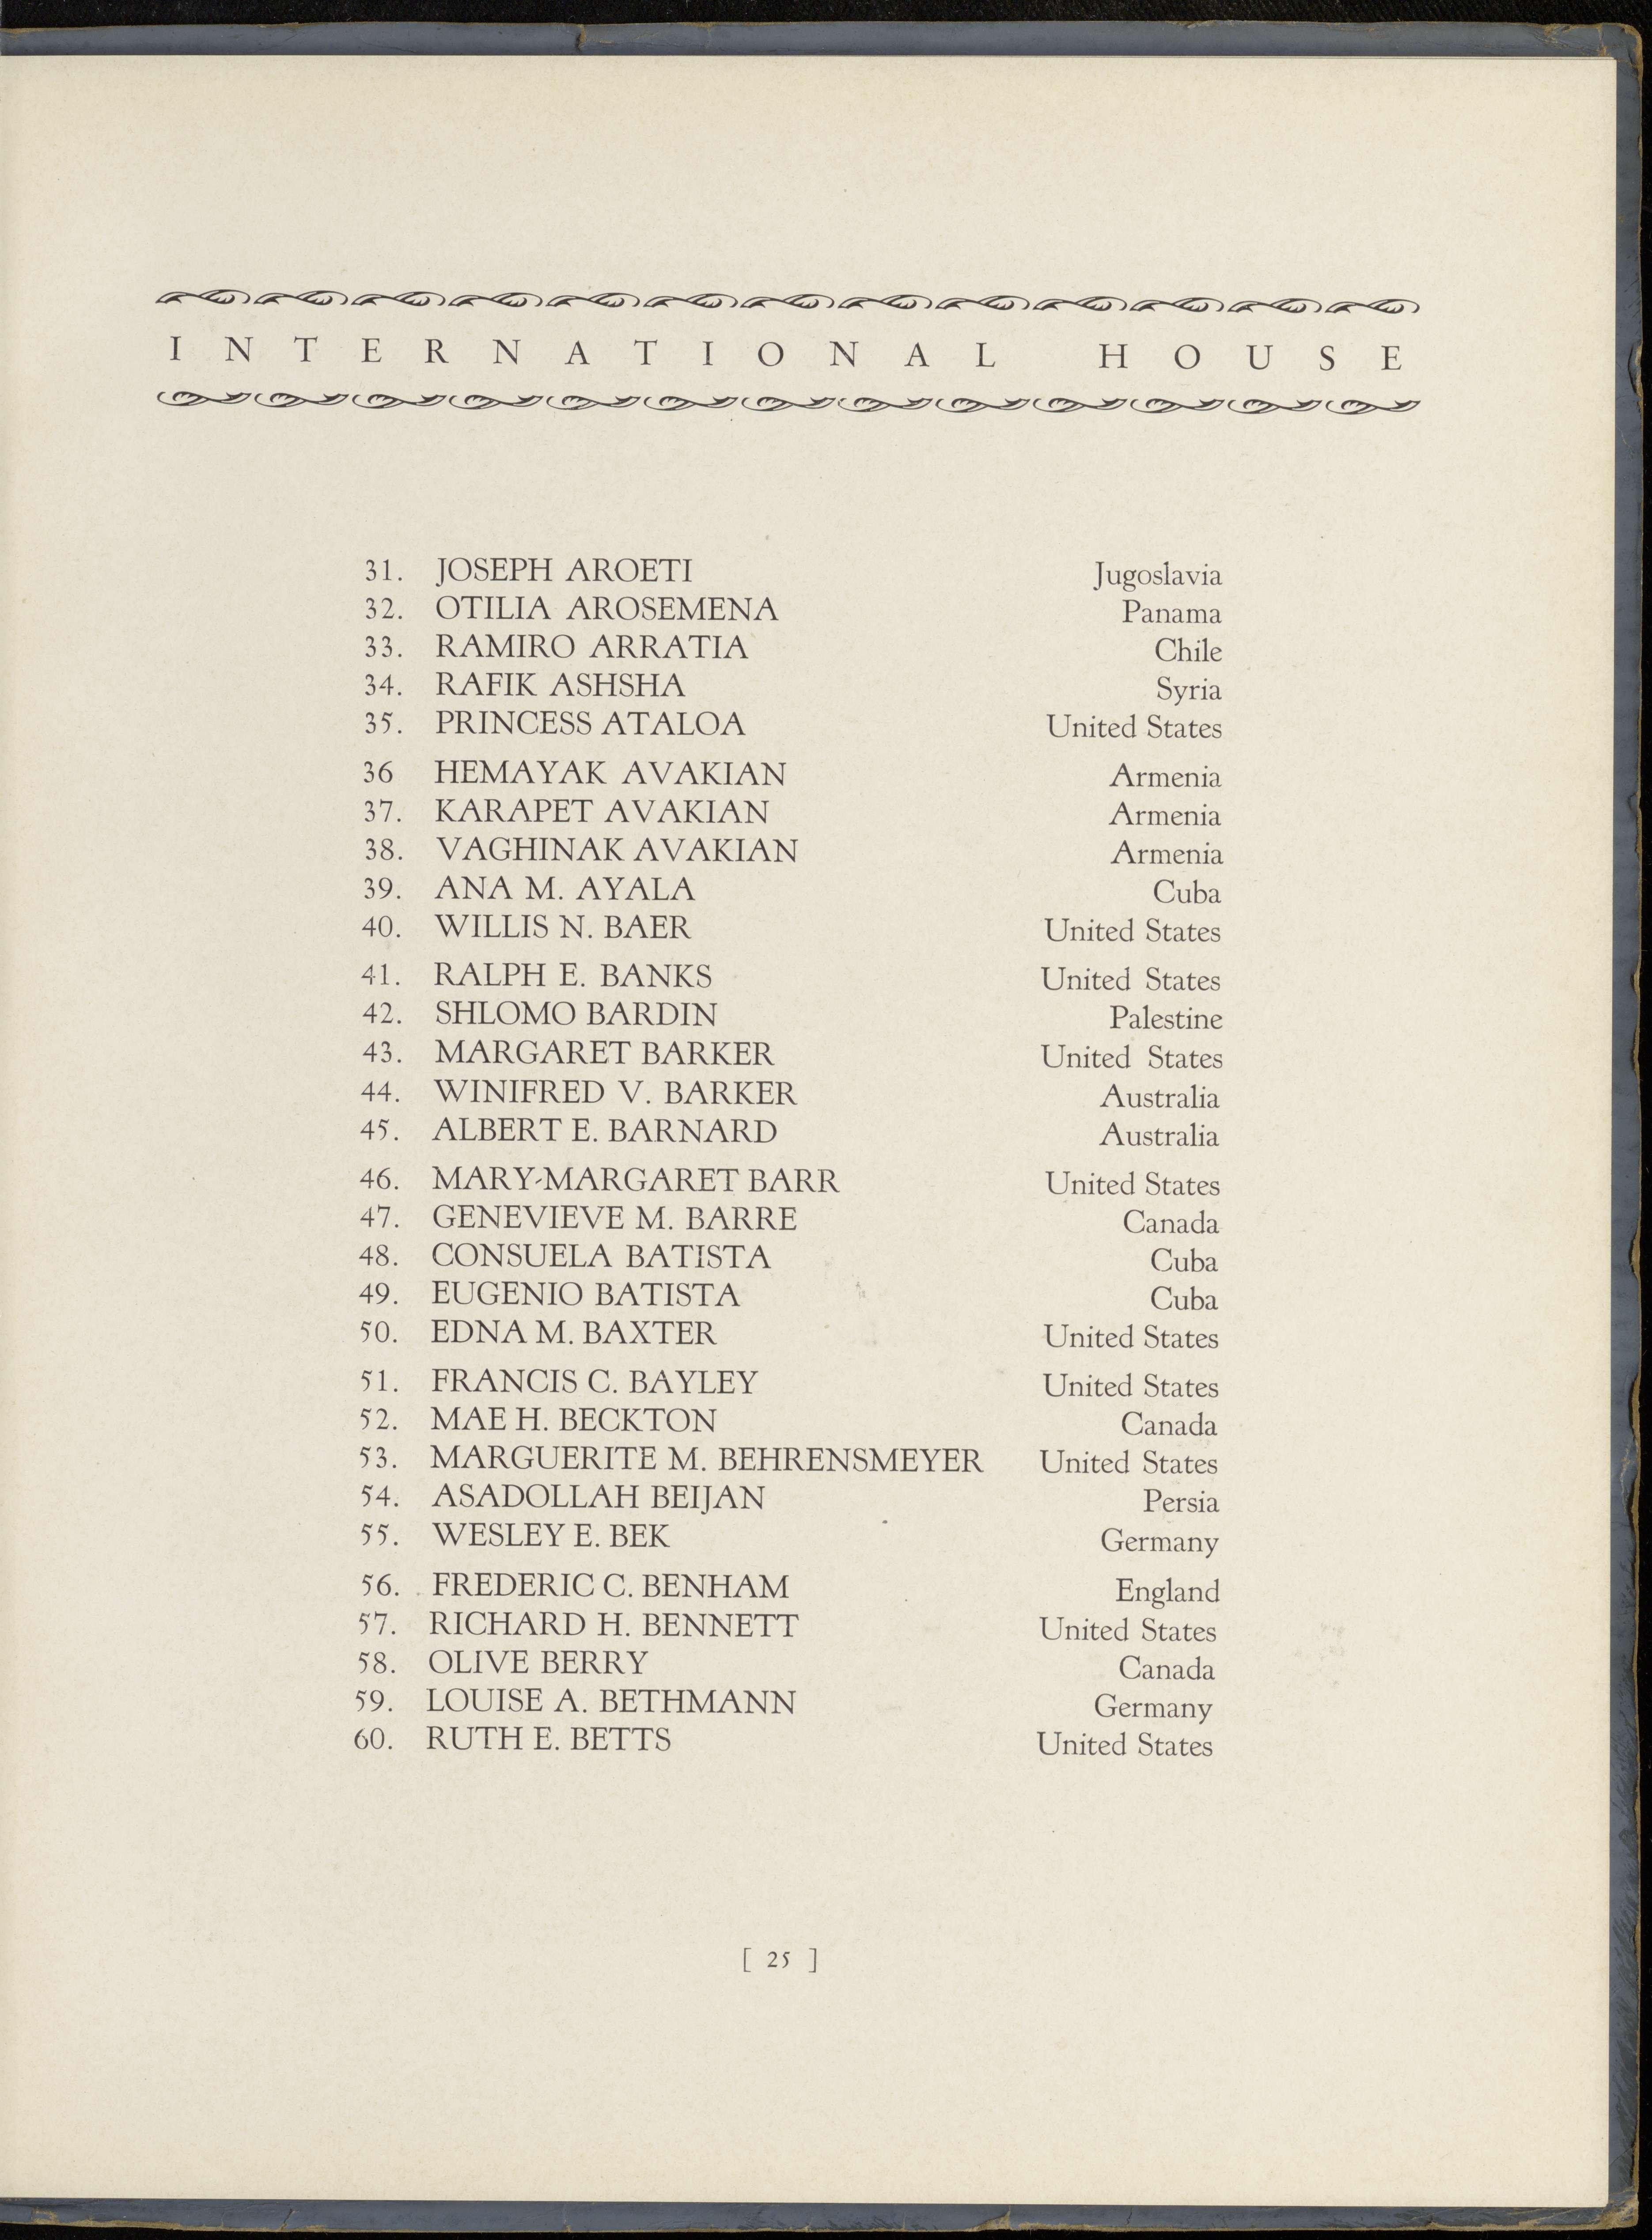 INTERNATIONAL HOUSE
31. JOSEPH AROETI Jugoslavia
32. OTILIA AROSEMENA Panama
33. RAMIRO ARRATIA Chile
34. RAFIK ASHSHA Syria
35. PRINCESS ATALOA United States
36 HEMAYAK AVAKIAN Armenia
37. KARAPET AVAKIAN Armenia
38. VAGHINAK AVAKIAN Armenia
39. ANA M. AYALA Cuba
40. WILLIS N. BAER United States
41. RALPH E. BANKS United States
42. SHLOMO BARDIN Palestine
43. MARGARET BARKER United States
44. WINIFRED V. BARKER Australia
45. ALBERT E. BARNARD Australia
46. MARY-MARGARET BARR United States
47. GENEVIEVE M. BARRE Canada
48. CONSUELA BATISTA Cuba
49. EUGENIO BATISTA Cuba
50. EDNA M. BAXTER United States
51. FRANCIS C. BAYLEY United States
52. MAE H. BECKTON Canada
53. MARGUERITE M. BEHRENSMEYER United States
54. ASADOLLAH BEIJAN Persia
55. WESLEY E. BEK Germany
56. FREDERIC C. BENHAM England
57. RICHARD H. BENNETT United States
58. OLIVE BERRY Canada
59. LOUISE A. BETHMANN Germany
60. RUTH E. BETTS United States
[ 25 ]